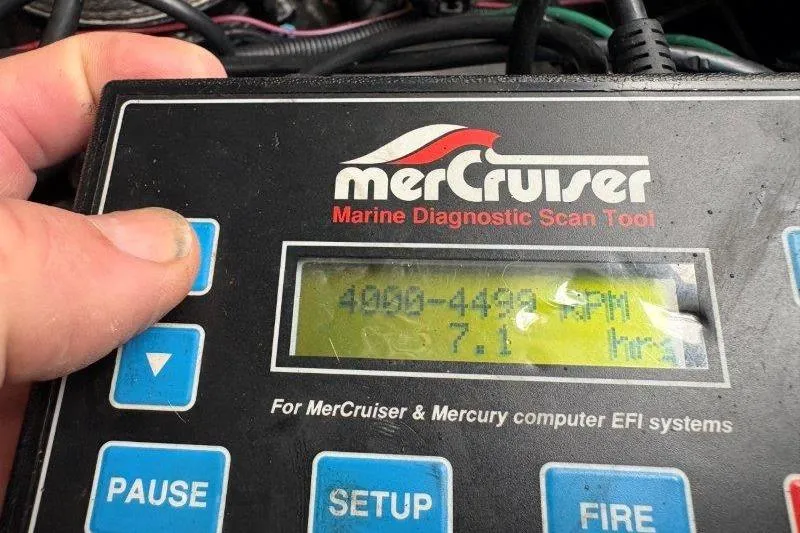 merCruiser
Marine Diagnostic Scan Tool
4000-4499 RPM
7.1 hrs
For MerCruiser & Mercury computer EFI systems
PAUSE
SETUP
FIRE